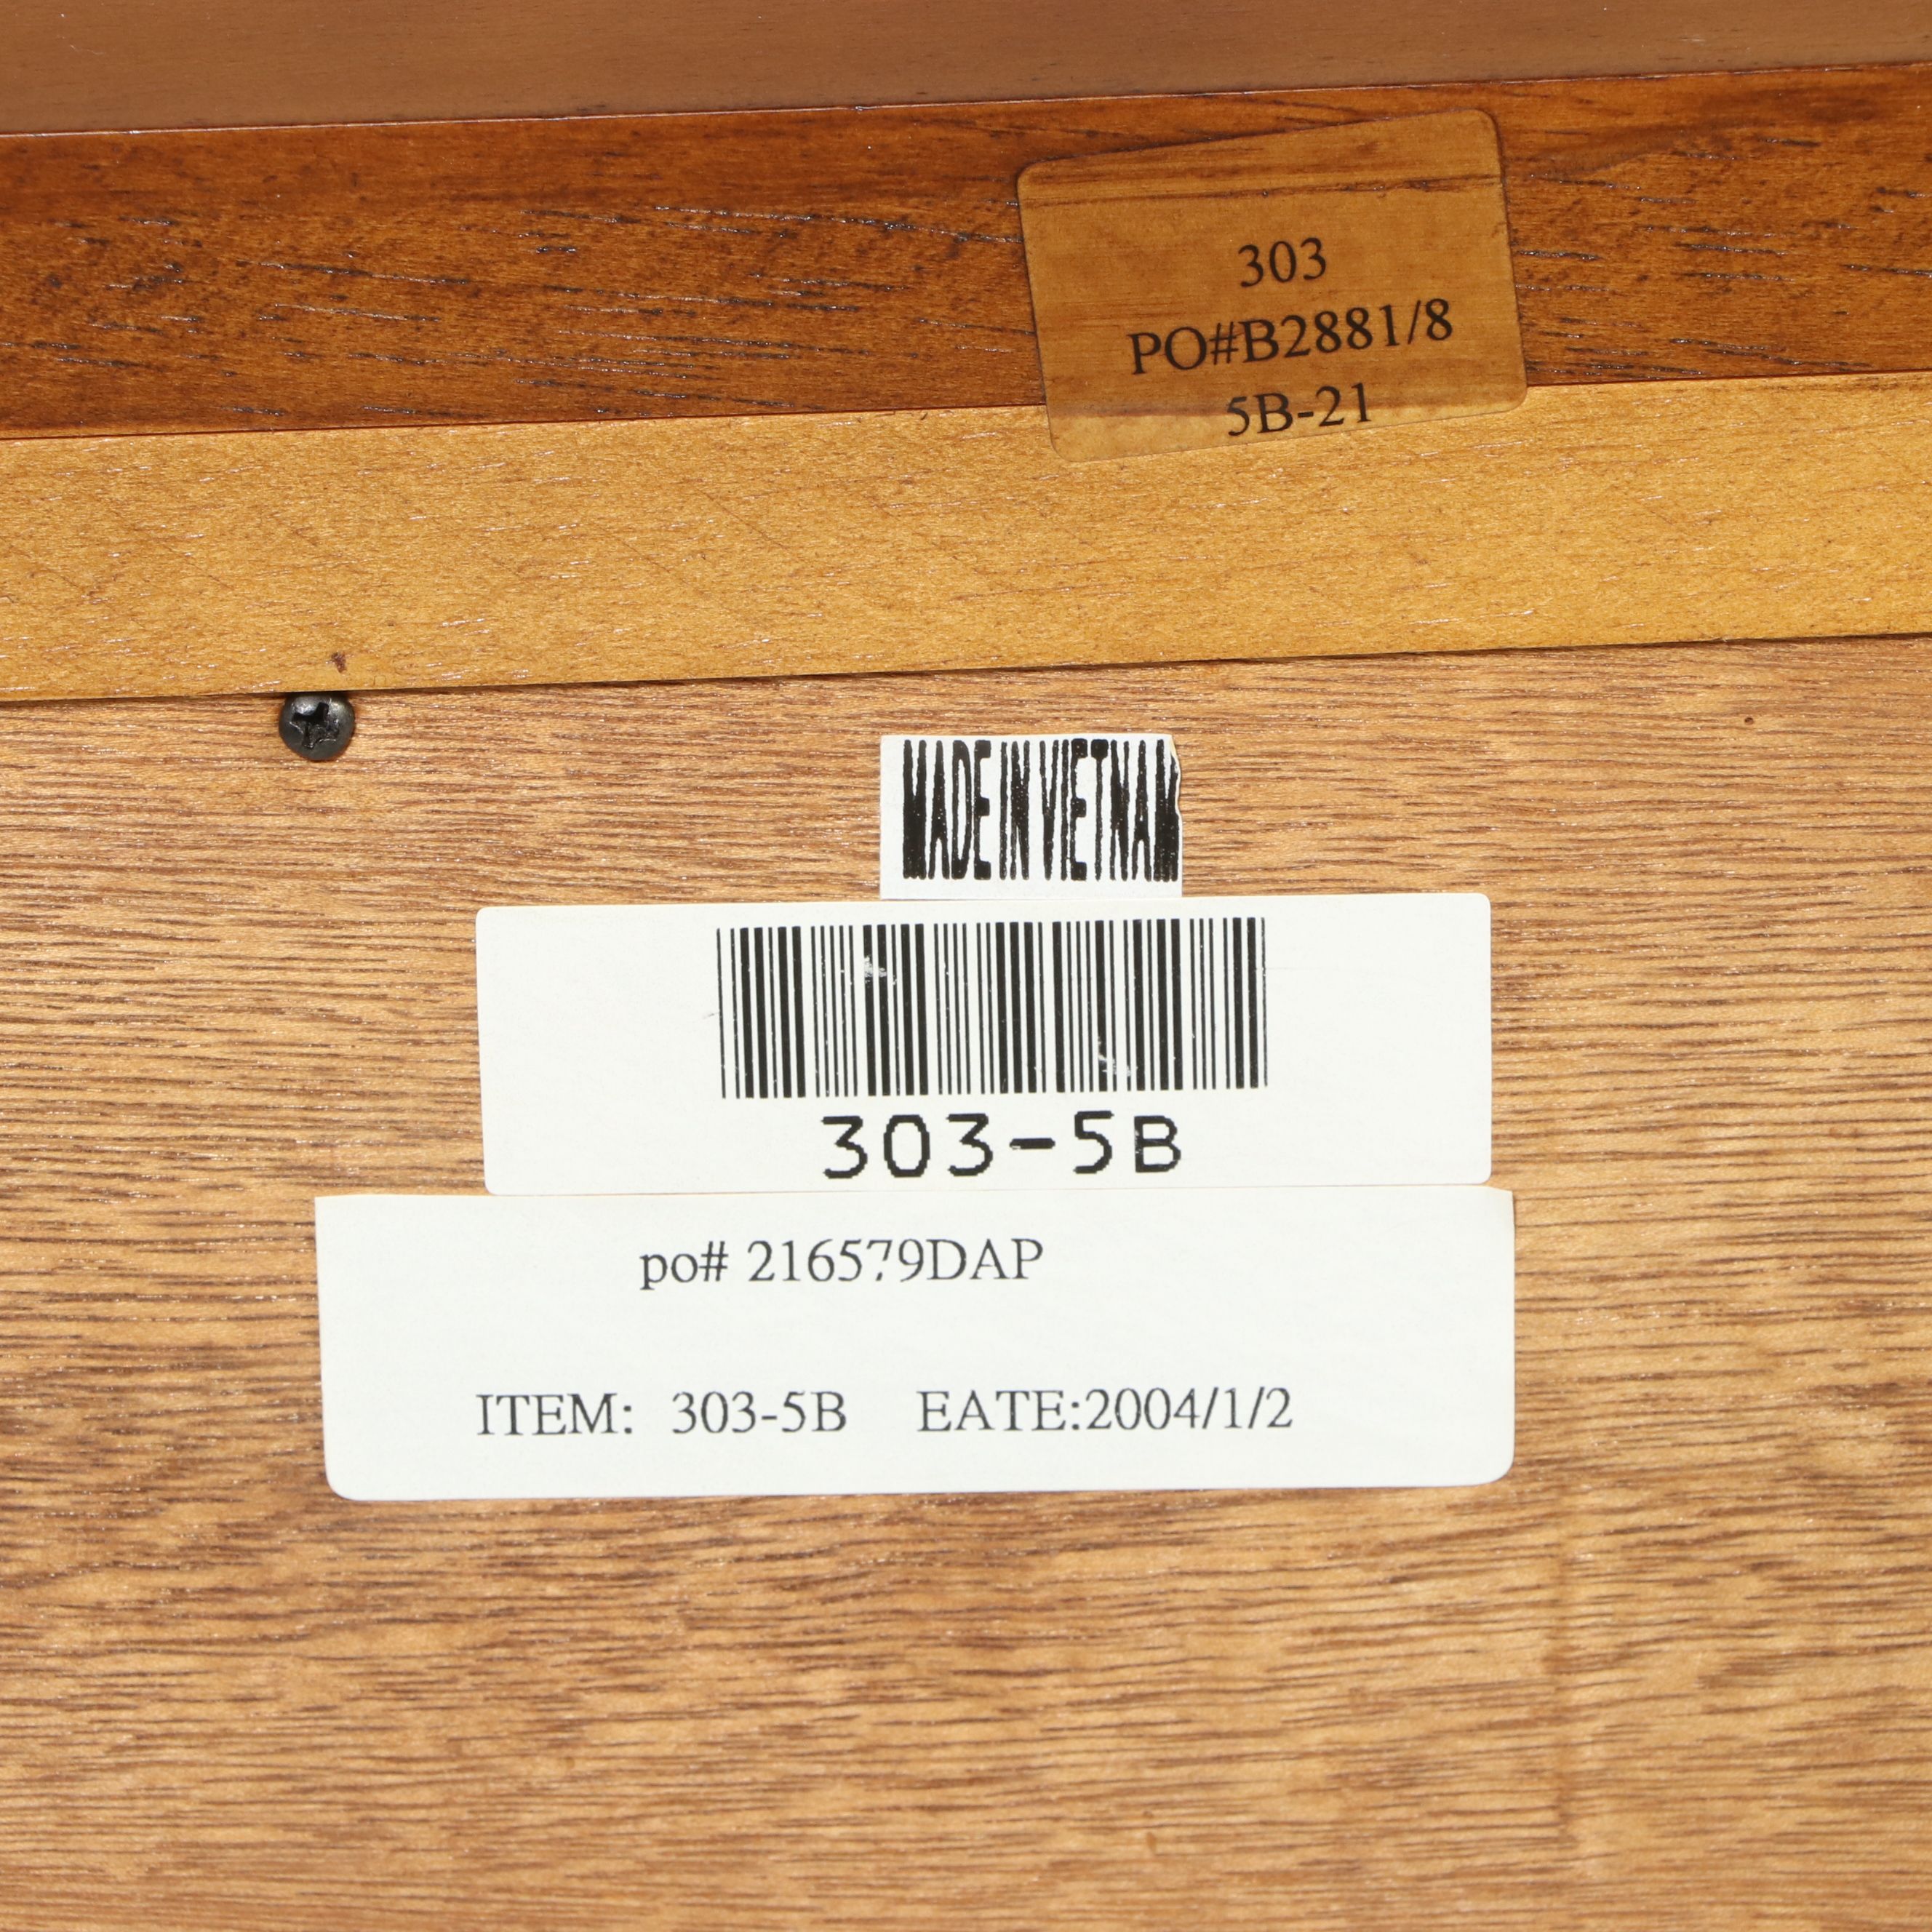 303
PO#B2881/8
5B-21
MADE IN VIETNAM
303-5B
po# 216579DAP
ITEM: 303-5B EATE:2004/1/2